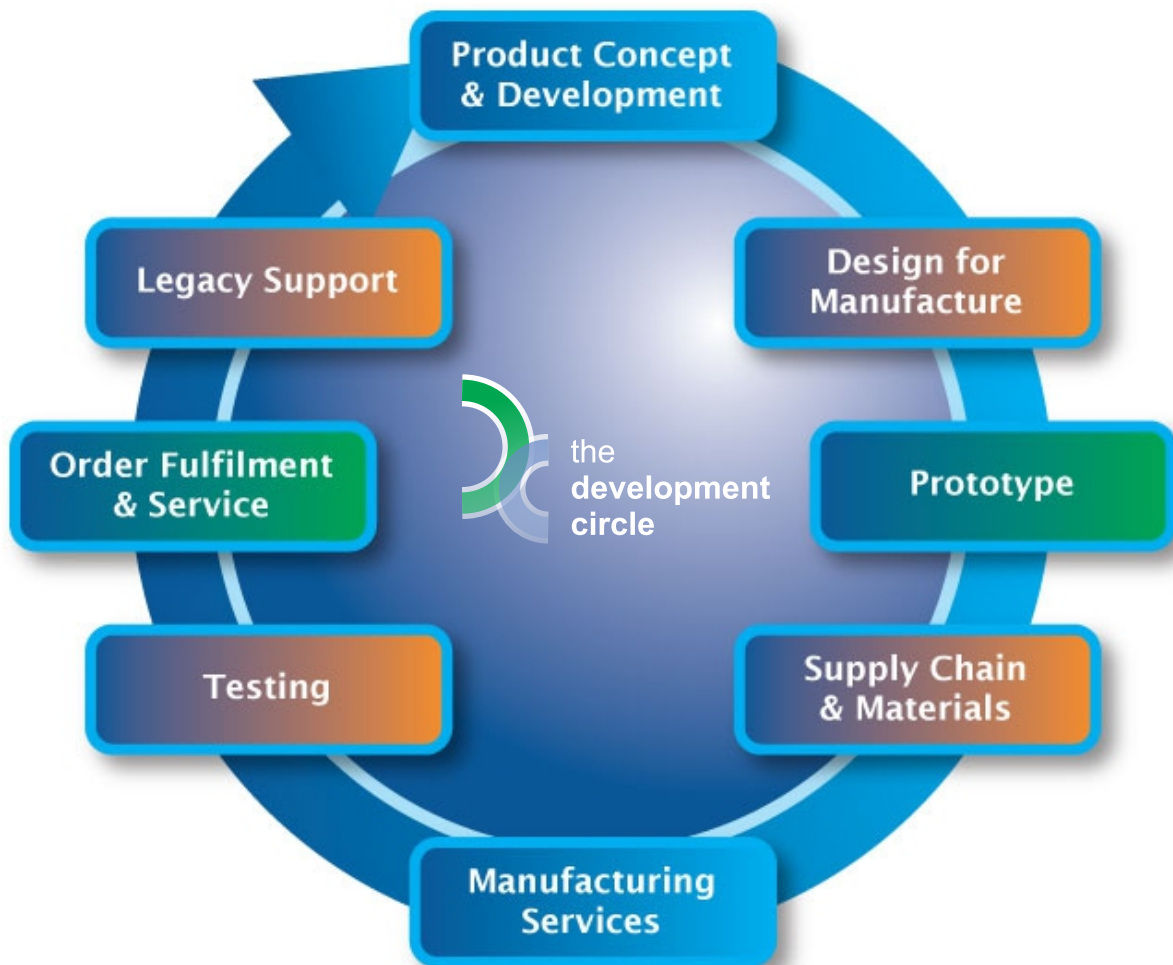 Product Concept
& Development
Design for
Manufacture
Prototype
Supply Chain
& Materials
Manufacturing
Services
Testing
Order Fulfilment
& Service
Legacy Support
the
development
circle